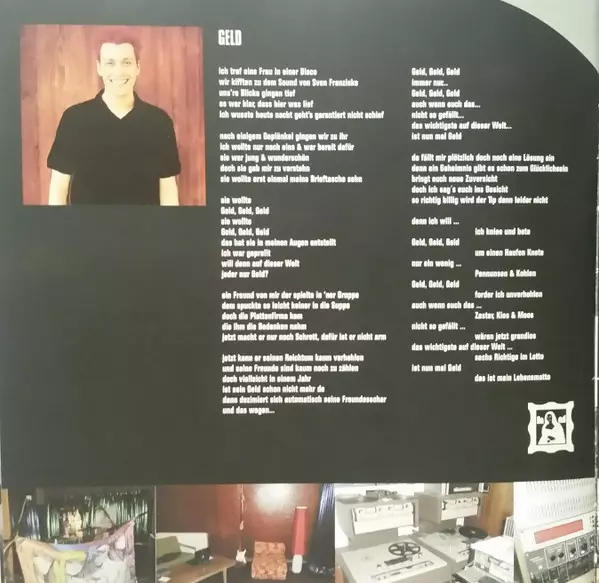 GELD
ich traf eine Frau in einer Disco
wir kifften zu dem Sound von Sven Franziska
uns're Blicke gingen tief
es war klar, dass hier was lief
ich wusste heute nacht geht's garantiert nicht schief
nach einigem Geplänkel gingen wir zu ihr
ich wollte nur noch eins & war bereit dafür
sie war jung & wunderschön
doch sie gab mir zu verstehn
sie wollte erst einmal meine Brieftasche sehn
sie wollte
Geld, Geld, Geld
sie wollte
Geld, Geld, Geld
das hat sie in meinen Augen entstellt
ich war geprellt
will denn auf dieser Welt
jeder nur Geld?
ein Freund von mir der spielte in 'ner Gruppe
dem spuckte so leicht keiner in die Suppe
doch die Plattenfirma kam
die ihm die Bedenken nahm
jetzt macht er nur noch Schrott, dafür ist er nicht arm
jetzt kann er seinen Reichtum kaum verhehlen
und seine Freunde sind kaum noch zu zählen
doch vielleicht in einem Jahr
ist sein Geld schon nicht mehr da
dann dezimiert sich automatisch seine Freundesschar
und das wegen...
Geld, Geld, Geld
immer nur...
Geld, Geld, Geld
auch wenn euch das...
nicht so gefällt...
das wichtigste auf dieser Welt...
ist nun mal Geld
da fällt mir plötzlich doch noch eine Lösung ein
denn ein Geheimnis gibt es schon zum Glücklichsein
bringt euch neue Zuversicht
doch ich sag's euch ins Gesicht
so richtig billig wird der Tip dann leider nicht
denn ich will ...
ich kniee und bete
Geld, Geld, Geld
um einen Haufen Knete
nur ein wenig ...
Pennunsen & Kohlen
Geld, Geld, Geld
forder ich unverhohlen
auch wenn euch das ...
Zaster, Kies & Moos
nicht so gefällt ...
wären jetzt grandios
das wichtigste auf dieser Welt ...
sechs Richtige im Lotto
ist nun mal Geld
das ist mein Lebensmotto